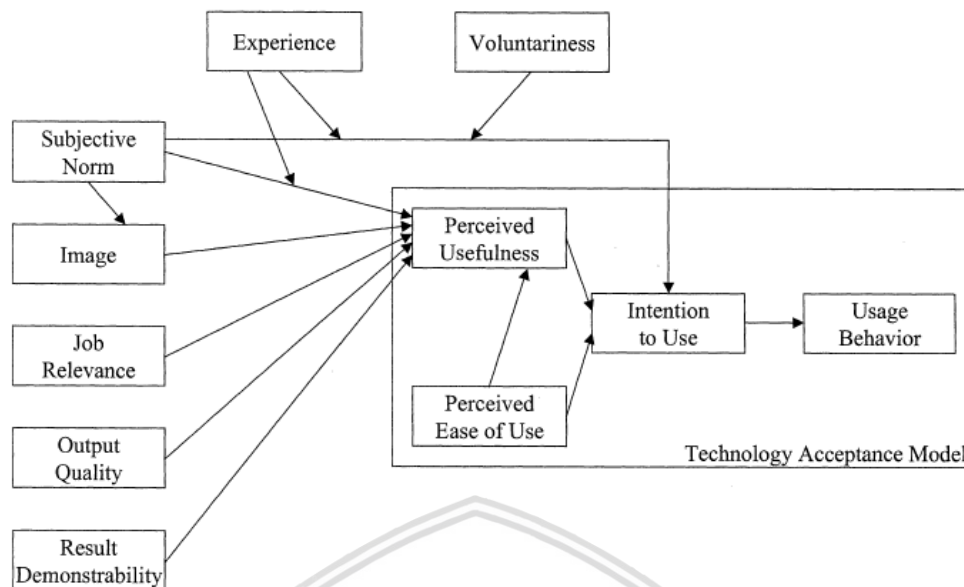 Experience
Voluntariness
Subjective
Norm
Image
Job
Relevance
Output
Quality
Result
Demonstrability
Perceived
Usefulness
Perceived
Ease of Use
Intention
to Use
Usage
Behavior
Technology Acceptance Model